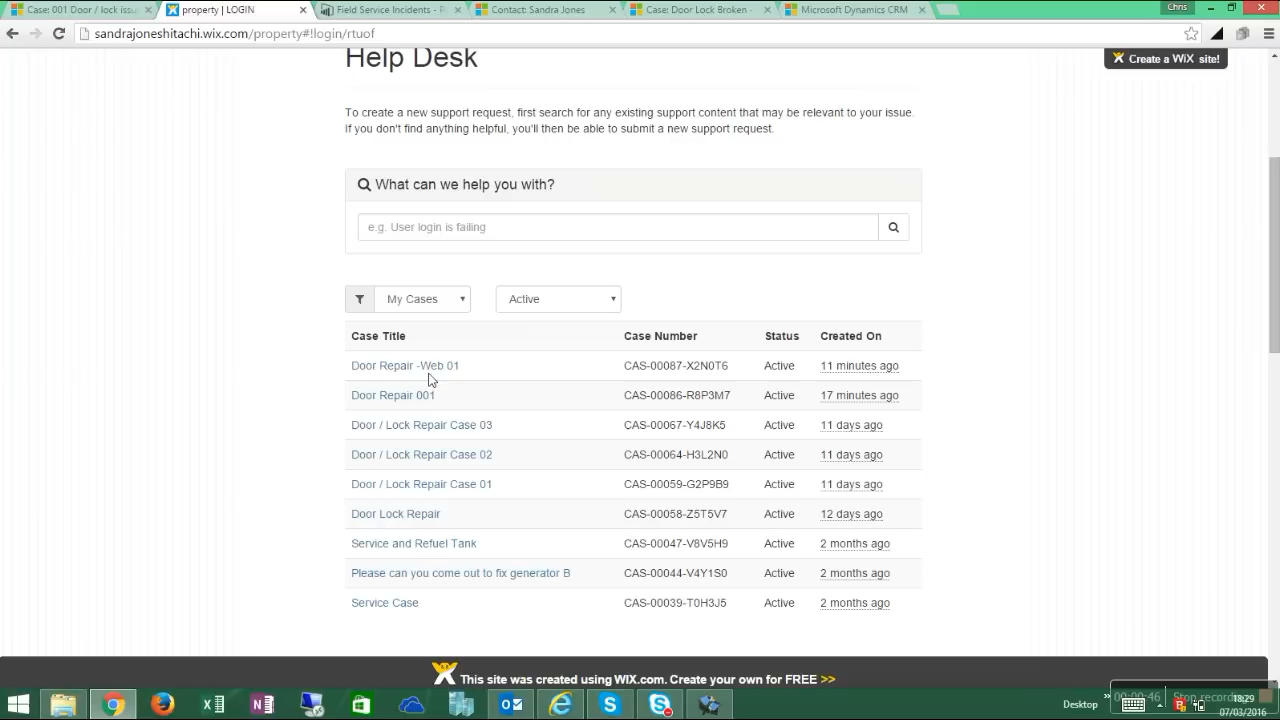 Case: 001 Door / lock issu
property | LOGIN
Field Service Incidents - P
Contact: Sandra Jones
Case: Door Lock Broken -
Microsoft Dynamics CRM
Chris
sandrajoneshitachi.wix.com/property#!login/rtuof
Help Desk
Create a WiX site!
To create a new support request, first search for any existing support content that may be relevant to your issue.
If you don't find anything helpful, you'll then be able to submit a new support request.
What can we help you with?
e.g. User login is failing
My Cases
Active
Case Title Case Number Status Created On
Door Repair -Web 01 CAS-00087-X2N0T6 Active 11 minutes ago
Door Repair 001 CAS-00086-R8P3M7 Active 17 minutes ago
Door / Lock Repair Case 03 CAS-00067-Y4J8K5 Active 11 days ago
Door / Lock Repair Case 02 CAS-00064-H3L2N0 Active 11 days ago
Door / Lock Repair Case 01 CAS-00059-G2P9B9 Active 11 days ago
Door Lock Repair CAS-00058-Z5T5V7 Active 12 days ago
Service and Refuel Tank CAS-00047-V8V5H9 Active 2 months ago
Please can you come out to fix generator B CAS-00044-V4Y1S0 Active 2 months ago
Service Case CAS-00039-T0H3J5 Active 2 months ago
This site was created using WIX.com. Create your own for FREE >>
Desktop
00:00:46
Stop record
18:29
07/03/2016